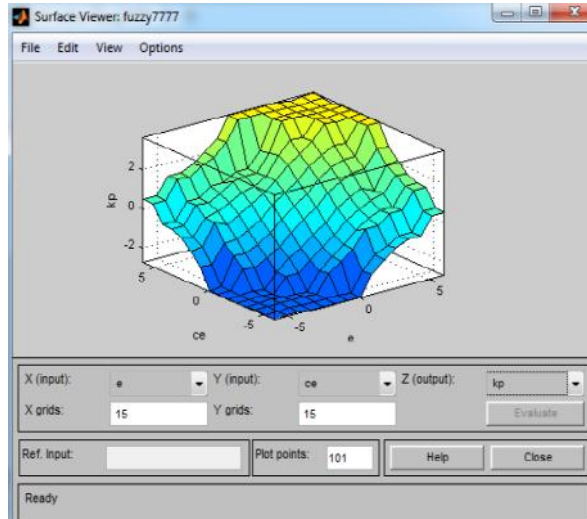 Surface Viewer: fuzzy7777
File Edit View Options
2
0
-2
kp
5
0
-5
ce
-5
0
5
e
X (input): e Y (input): ce Z (output): kp
X grids: 15 Y grids: 15 Evaluate
Ref. Input: Plot points: 101 Help Close
Ready